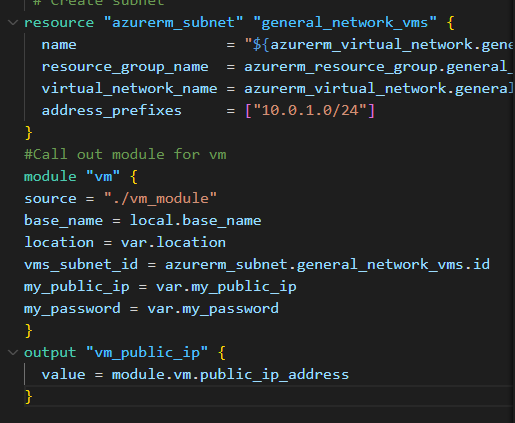 # Create subnet
resource "azurerm_subnet" "general_network_vms" {
  name                 = "${azurerm_virtual_network.gene
  resource_group_name  = azurerm_resource_group.general_
  virtual_network_name = azurerm_virtual_network.general
  address_prefixes     = ["10.0.1.0/24"]
}
#Call out module for vm
module "vm" {
source = "./vm_module"
base_name = local.base_name
location = var.location
vms_subnet_id = azurerm_subnet.general_network_vms.id
my_public_ip = var.my_public_ip
my_password = var.my_password
}
output "vm_public_ip" {
  value = module.vm.public_ip_address
}